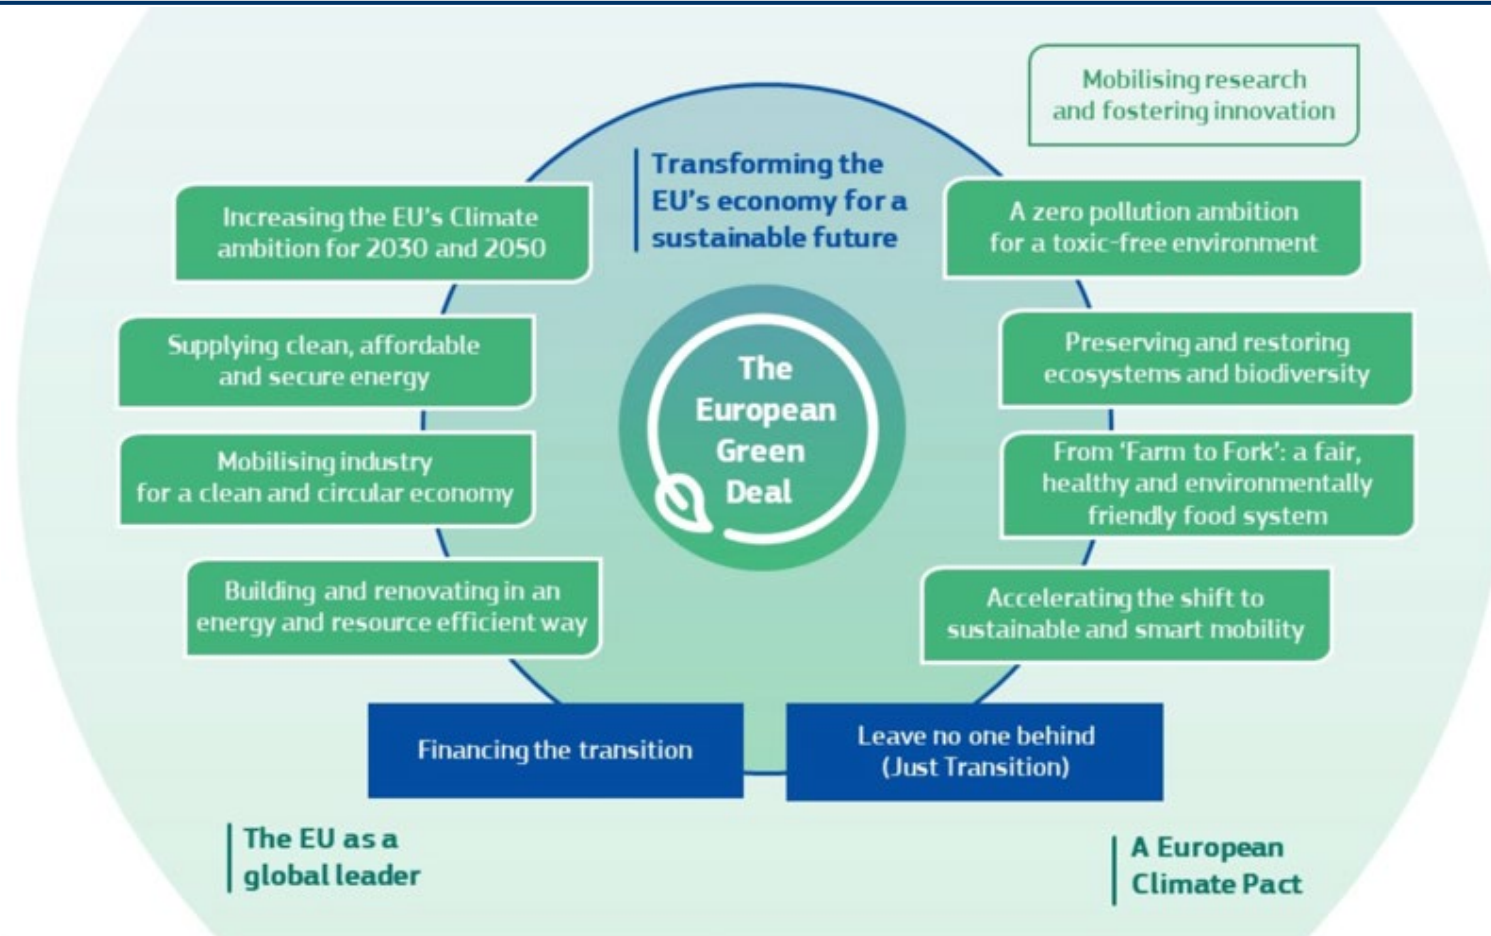 Mobilising research
and fostering innovation
Transforming the
EU's economy for a
sustainable future
Increasing the EU's Climate
ambition for 2030 and 2050
A zero pollution ambition
for a toxic-free environment
Supplying clean, affordable
and secure energy
Preserving and restoring
ecosystems and biodiversity
The
European
Green
Deal
Mobilising industry
for a clean and circular economy
From ‘Farm to Fork’: a fair,
healthy and environmentally
friendly food system
Building and renovating in an
energy and resource efficient way
Accelerating the shift to
sustainable and smart mobility
Financing the transition
Leave no one behind
(Just Transition)
The EU as a
global leader
A European
Climate Pact